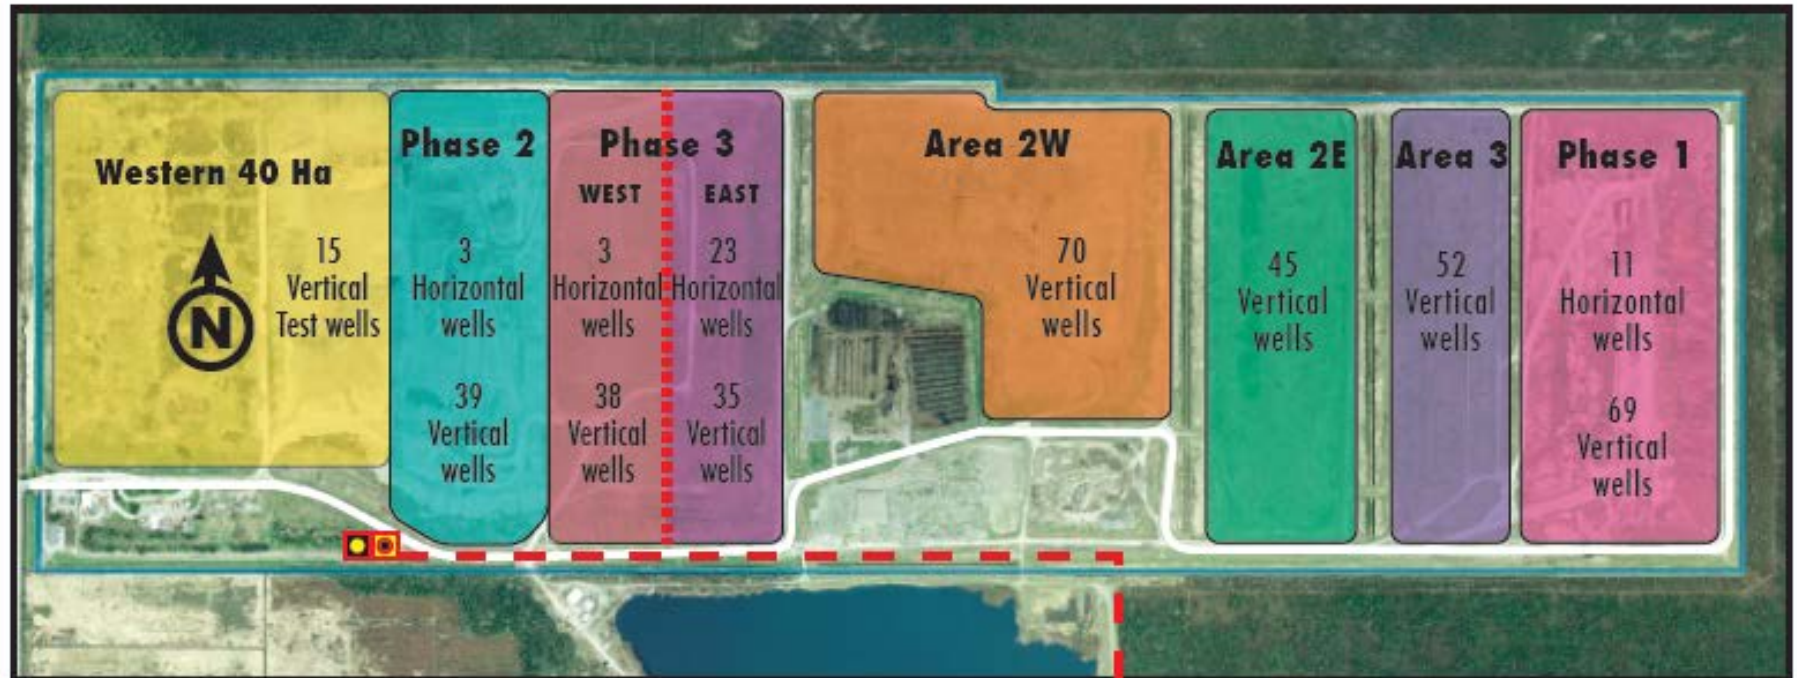 Western 40 Ha
15
Vertical
Test wells
N
Phase 2
3
Horizontal
wells
39
Vertical
wells
Phase 3
WEST
3
Horizontal
wells
38
Vertical
wells
EAST
23
Horizontal
wells
35
Vertical
wells
Area 2W
70
Vertical
wells
Area 2E
45
Vertical
wells
Area 3
52
Vertical
wells
Phase 1
11
Horizontal
wells
69
Vertical
wells